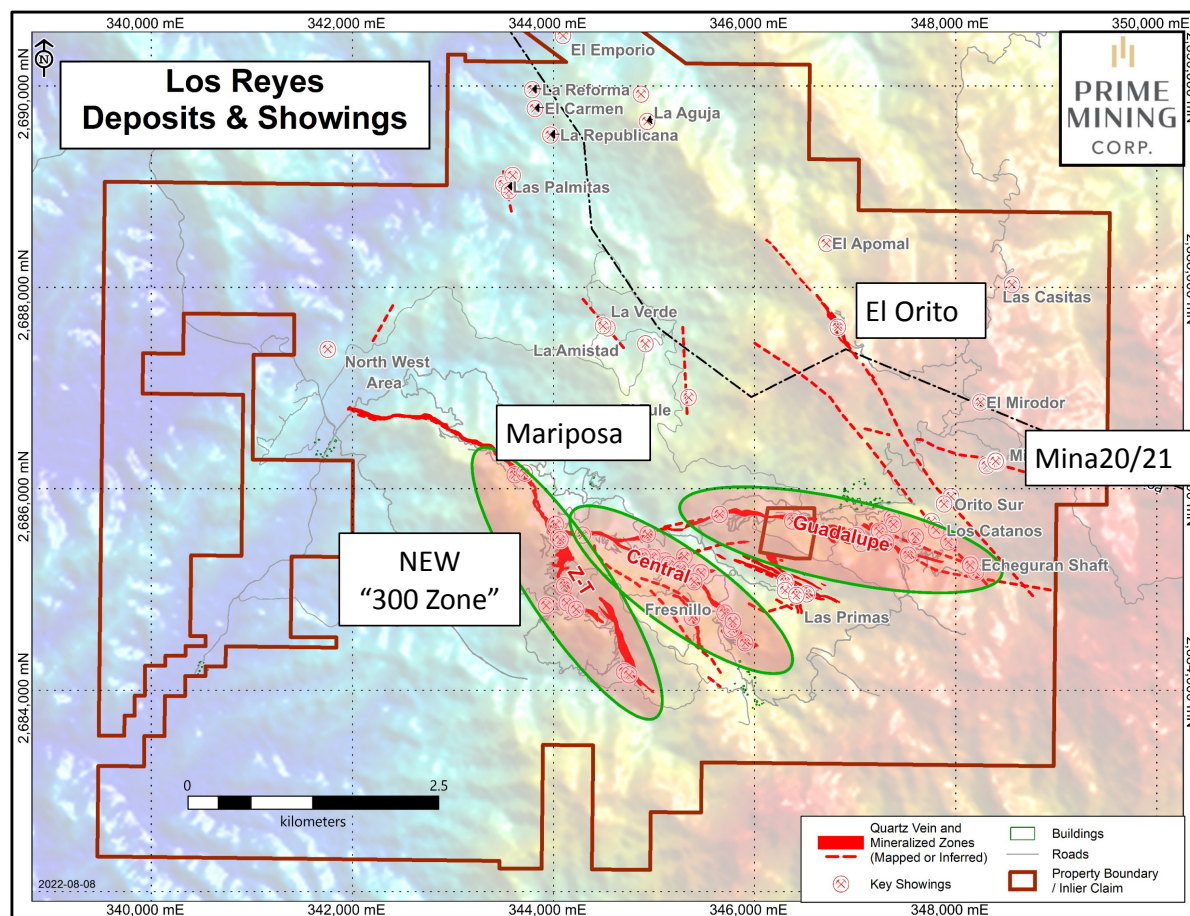 340,000 mE
342,000 mE
344,000 mE
346,000 mE
348,000 mE
350,000 mE
Los Reyes
Deposits & Showings
PRIME
MINING
CORP.
2,690,000 mN
2,688,000 mN
2,686,000 mN
2,684,000 mN
El Emporio
La Reforma
El Carmen
La Republicana
La Aguja
Las Palmitas
El Apomal
Las Casitas
La Verde
La Amistad
El Orito
North West
Area
El Mirodor
Mariposa
Mina20/21
Orito Sur
Los Catanos
Guadalupe
Echeguran Shaft
Central
Z-T
NEW
“300 Zone”
Fresnillo
Las Primas
0
2.5
kilometers
Quartz Vein and
Mineralized Zones
(Mapped or Inferred)
Key Showings
Buildings
Roads
Property Boundary
/ Inlier Claim
2022-08-08
340,000 mE
342,000 mE
344,000 mE
346,000 mE
348,000 mE
350,000 mE